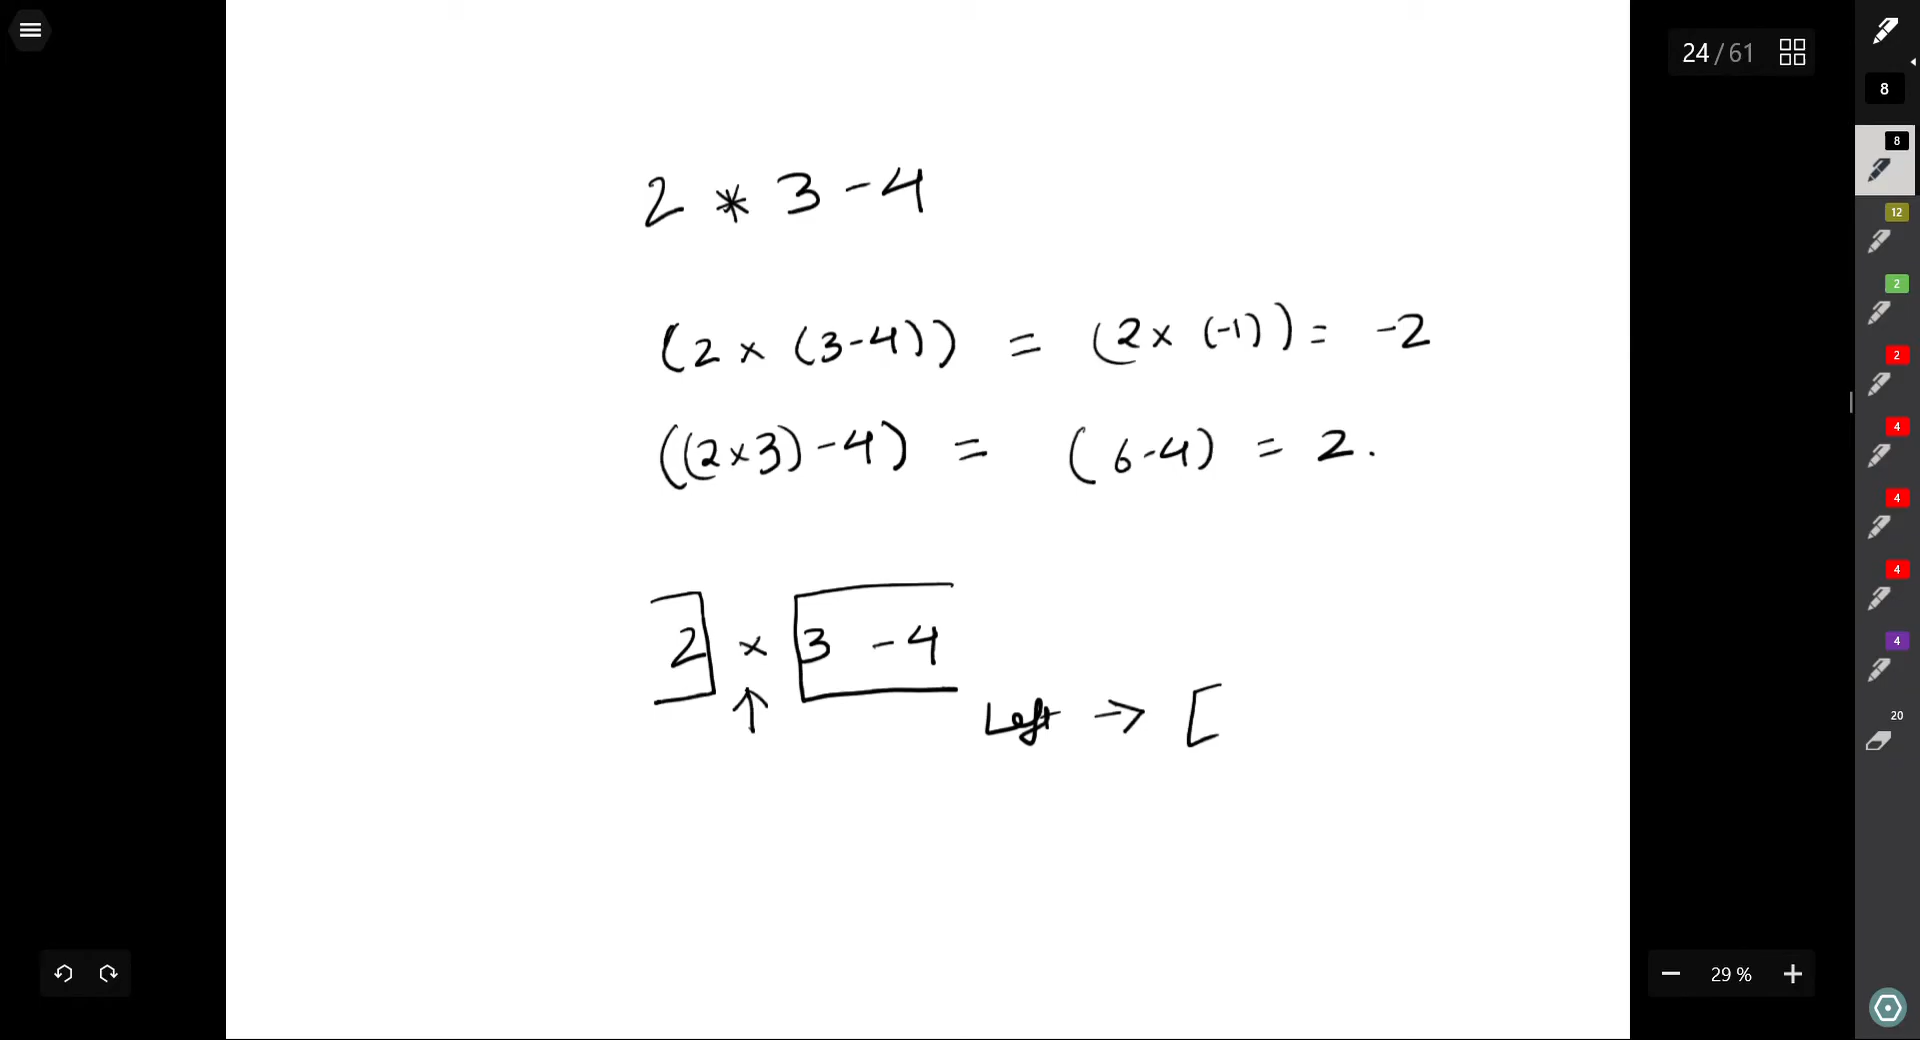 24/61
8
8
12
2
2
4
4
4
4
20
2 * 3 - 4
(2 × (3-4)) = (2 × (-1)) = -2
((2×3) - 4) = (6-4) = 2.
2 × 3 - 4
↑
Left → [
29 %